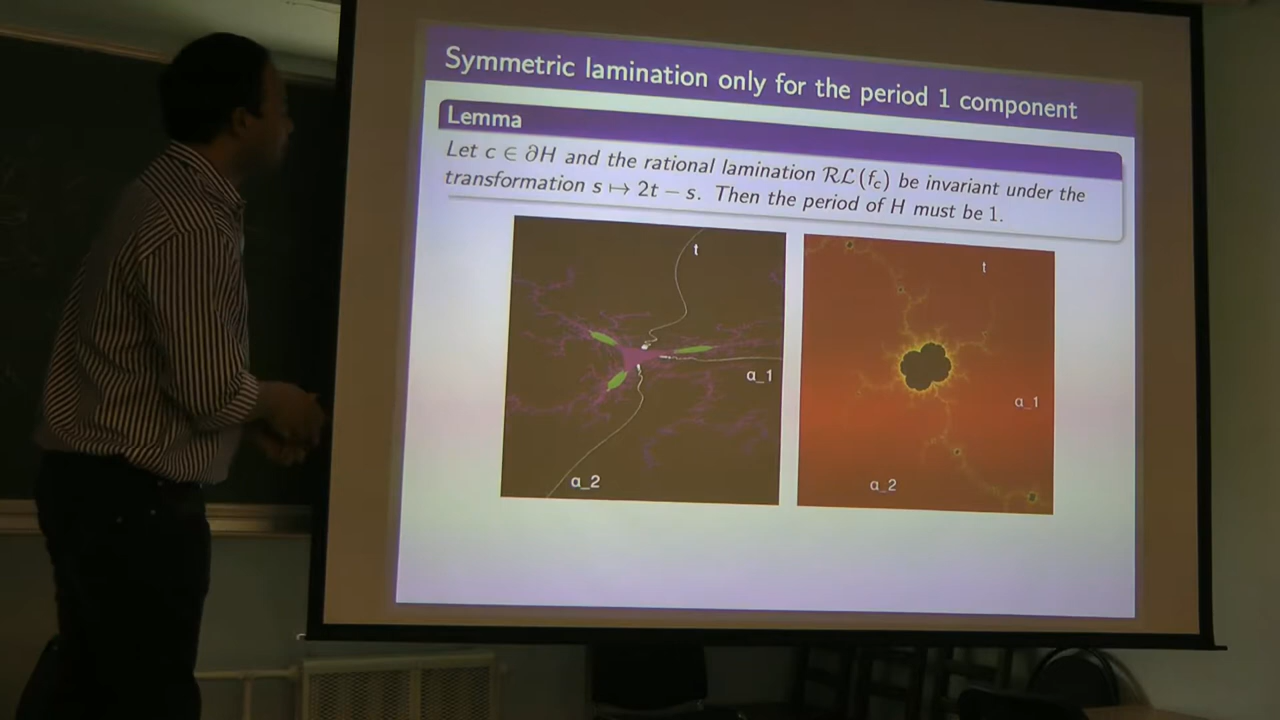 Symmetric lamination only for the period 1 component
Lemma
Let c ∈ ∂H and the rational lamination ℛℒ(f_c) be invariant under the
transformation s ↦ 2t − s. Then the period of H must be 1.
t
a_1
a_2
t
a_1
a_2